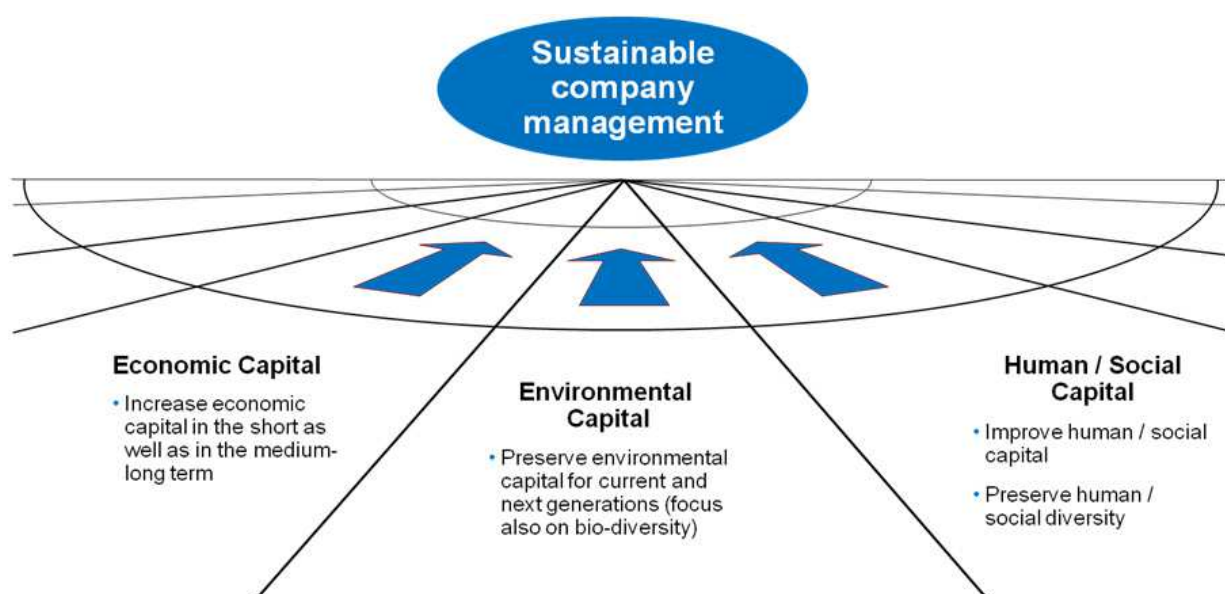 Sustainable
company
management
Economic Capital
• Increase economic
capital in the short as
well as in the medium-
long term
Environmental
Capital
• Preserve environmental
capital for current and
next generations (focus
also on bio-diversity)
Human / Social
Capital
• Improve human / social
capital
• Preserve human /
social diversity